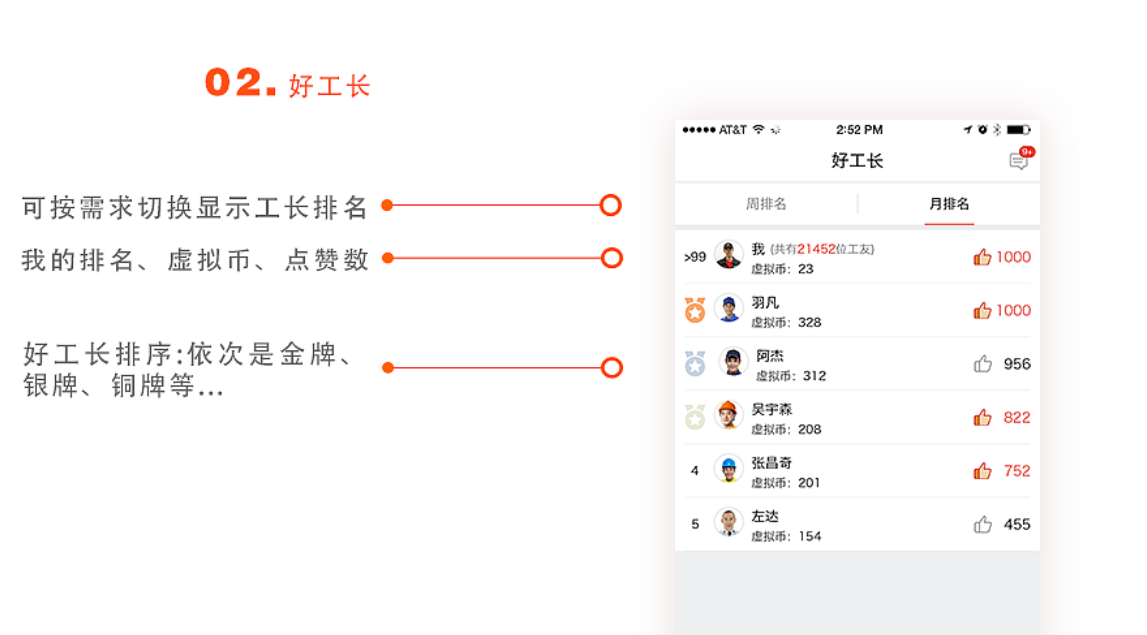 02. 好工长
可按需求切换显示工长排名
我的排名、虚拟币、点赞数
好工长排序:依次是金牌、
银牌、铜牌等...
AT&T 2:52 PM
好工长 9+
周排名 月排名
>99 我 (共有21452位工友) 1000
虚拟币: 23
羽凡 1000
虚拟币: 328
阿杰 956
虚拟币: 312
吴宇森 822
虚拟币: 208
4 张昌奇 752
虚拟币: 201
5 左达 455
虚拟币: 154